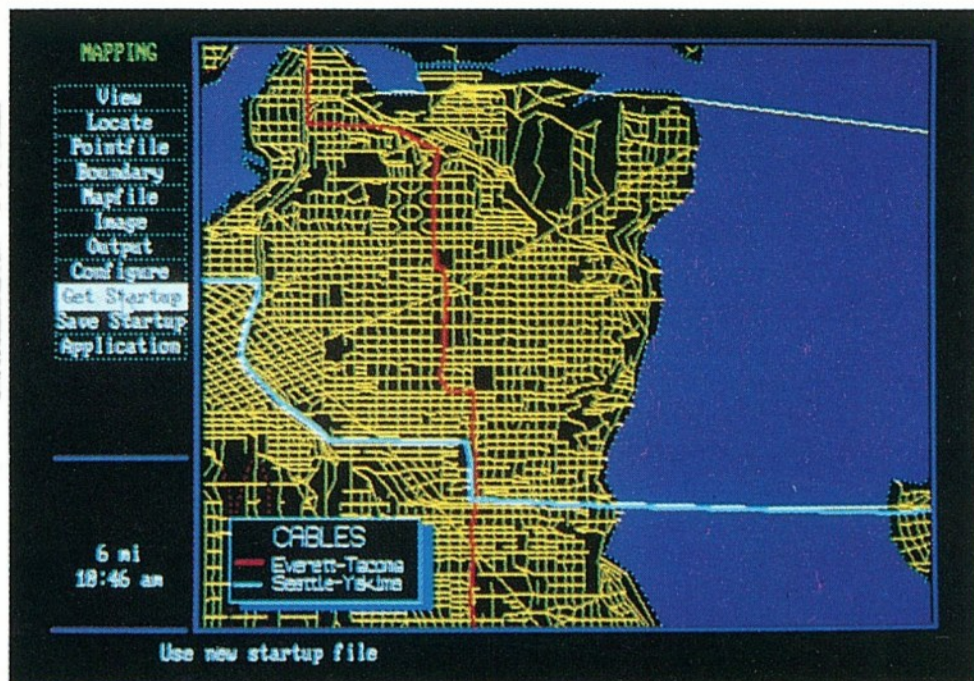 MAPPING
View
Locate
Pointfile
Boundary
Mapfile
Image
Output
Configure
Get Startup
Save Startup
Application
6 mi
10:46 am
CABLES
Everett-Tacoma
Seattle-Yakima
Use new startup file